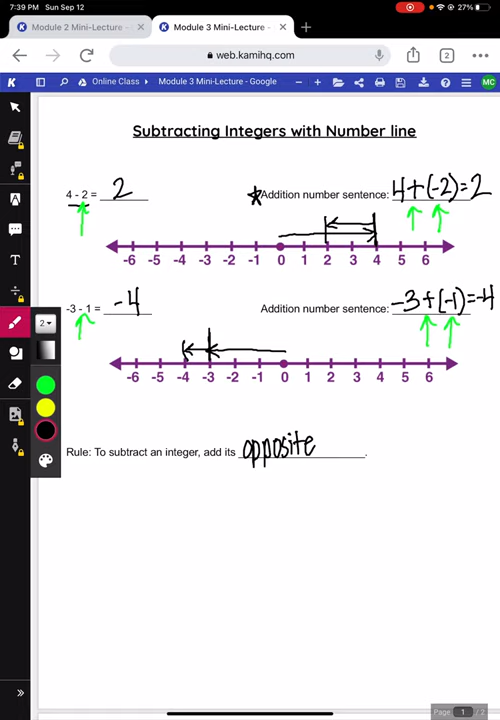 7:39 PM Sun Sep 12
27%
Module 2 Mini-Lecture -
Module 3 Mini-Lecture -
web.kamihq.com
2
K
Online Class
Module 3 Mini-Lecture - Google
MC
Subtracting Integers with Number line
4 - 2 = 2
*Addition number sentence: 4+(-2)=2
-6 -5 -4 -3 -2 -1 0 1 2 3 4 5 6
-3 - 1 = -4
Addition number sentence: -3+(-1)=-4
-6 -5 -4 -3 -2 -1 0 1 2 3 4 5 6
2
T
Rule: To subtract an integer, add its opposite.
Page 1 / 2